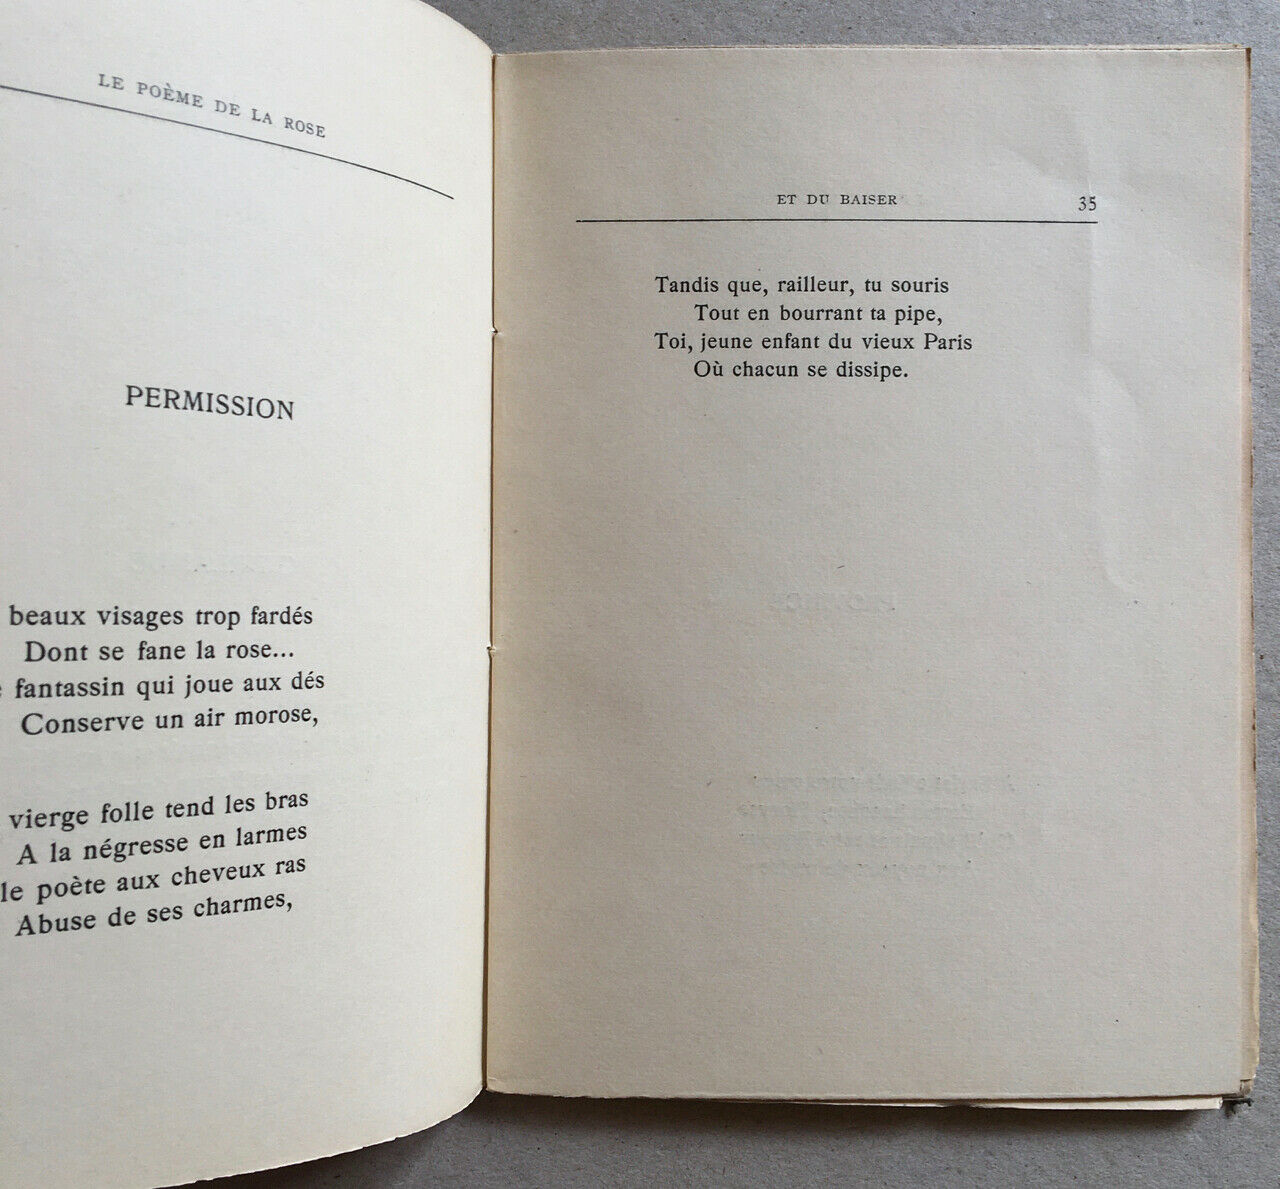 LE POÈME DE LA ROSE
PERMISSION
beaux visages trop fardés
Dont se fane la rose...
fantassin qui joue aux dés
Conserve un air morose,
vierge folle tend les bras
A la négresse en larmes
le poète aux cheveux ras
Abuse de ses charmes,
ET DU BAISER
35
Tandis que, railleur, tu souris
Tout en bourrant ta pipe,
Toi, jeune enfant du vieux Paris
Où chacun se dissipe.